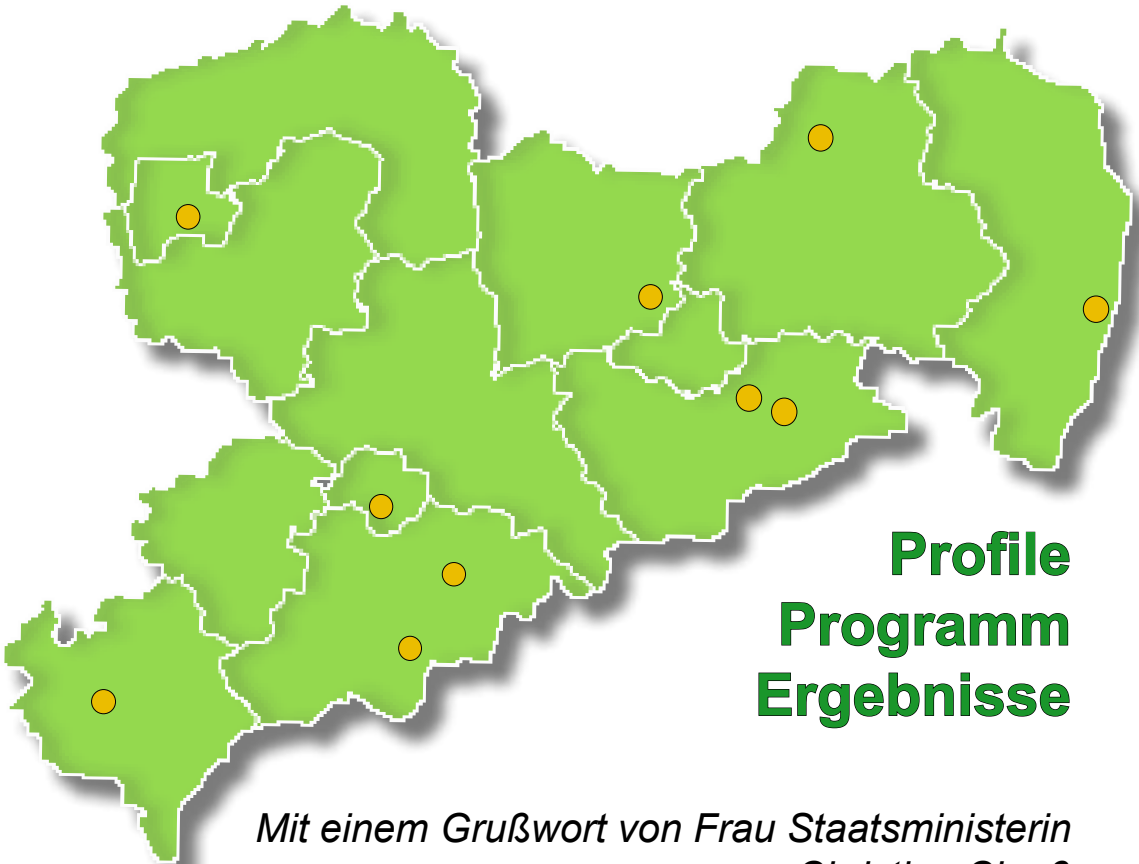 Profile
Programm
Ergebnisse
Mit einem Grußwort von Frau Staatsministerin